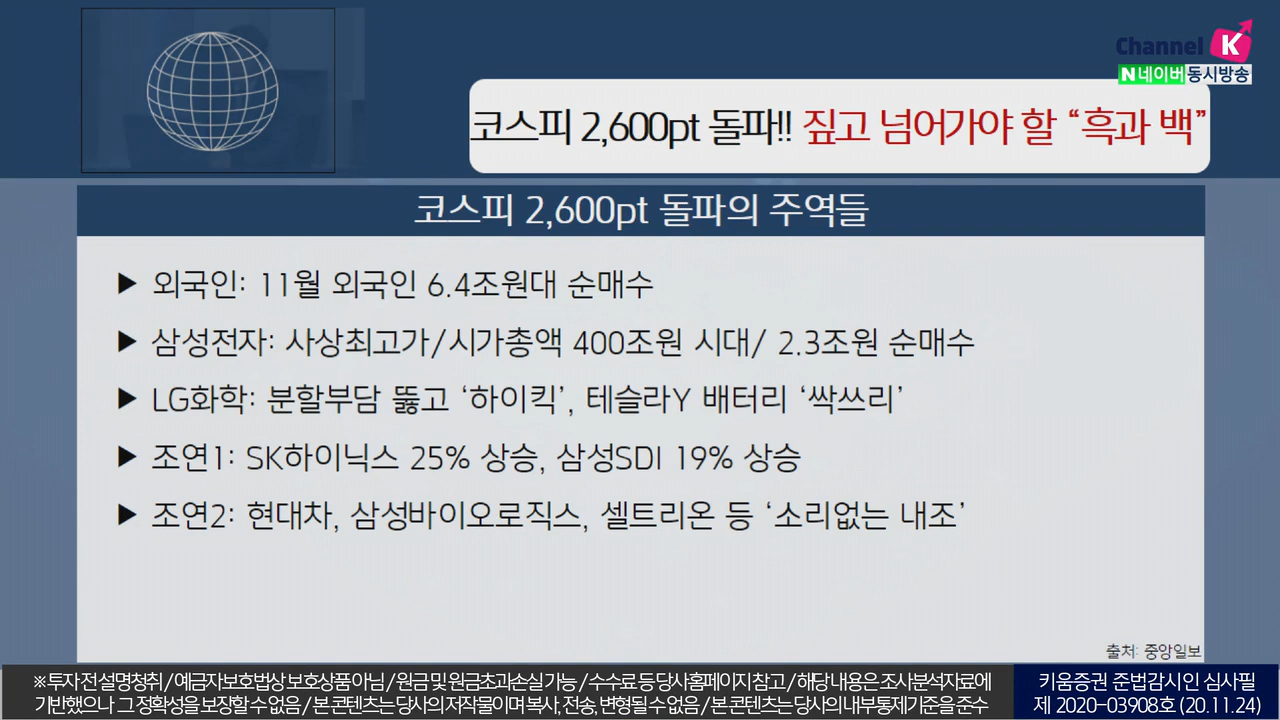 Channel K
N 네이버 동시방송
코스피 2,600pt 돌파!! 짚고 넘어가야 할 “흑과 백”
코스피 2,600pt 돌파의 주역들
▶ 외국인: 11월 외국인 6.4조원대 순매수
▶ 삼성전자: 사상최고가/시가총액 400조원 시대/ 2.3조원 순매수
▶ LG화학: 분할부담 뚫고 ‘하이킥’, 테슬라Y 배터리 ‘싹쓰리’
▶ 조연1: SK하이닉스 25% 상승, 삼성SDI 19% 상승
▶ 조연2: 현대차, 삼성바이오로직스, 셀트리온 등 ‘소리없는 내조’
출처: 중앙일보
※ 투자 전 설명청취 / 예금자보호법상 보호상품 아님 / 원금 및 원금초과손실 가능 / 수수료 등 당사홈페이지 참고 / 해당 내용은 조사분석자료에
기반했으나 그 정확성을 보장할 수 없음 / 본 콘텐츠는 당사의 저작물이며 복사, 전송, 변형될 수 없음 / 본 콘텐츠는 당사의 내부통제기준을 준수
키움증권 준법감시인 심사필
제 2020-03908호 (20.11.24)